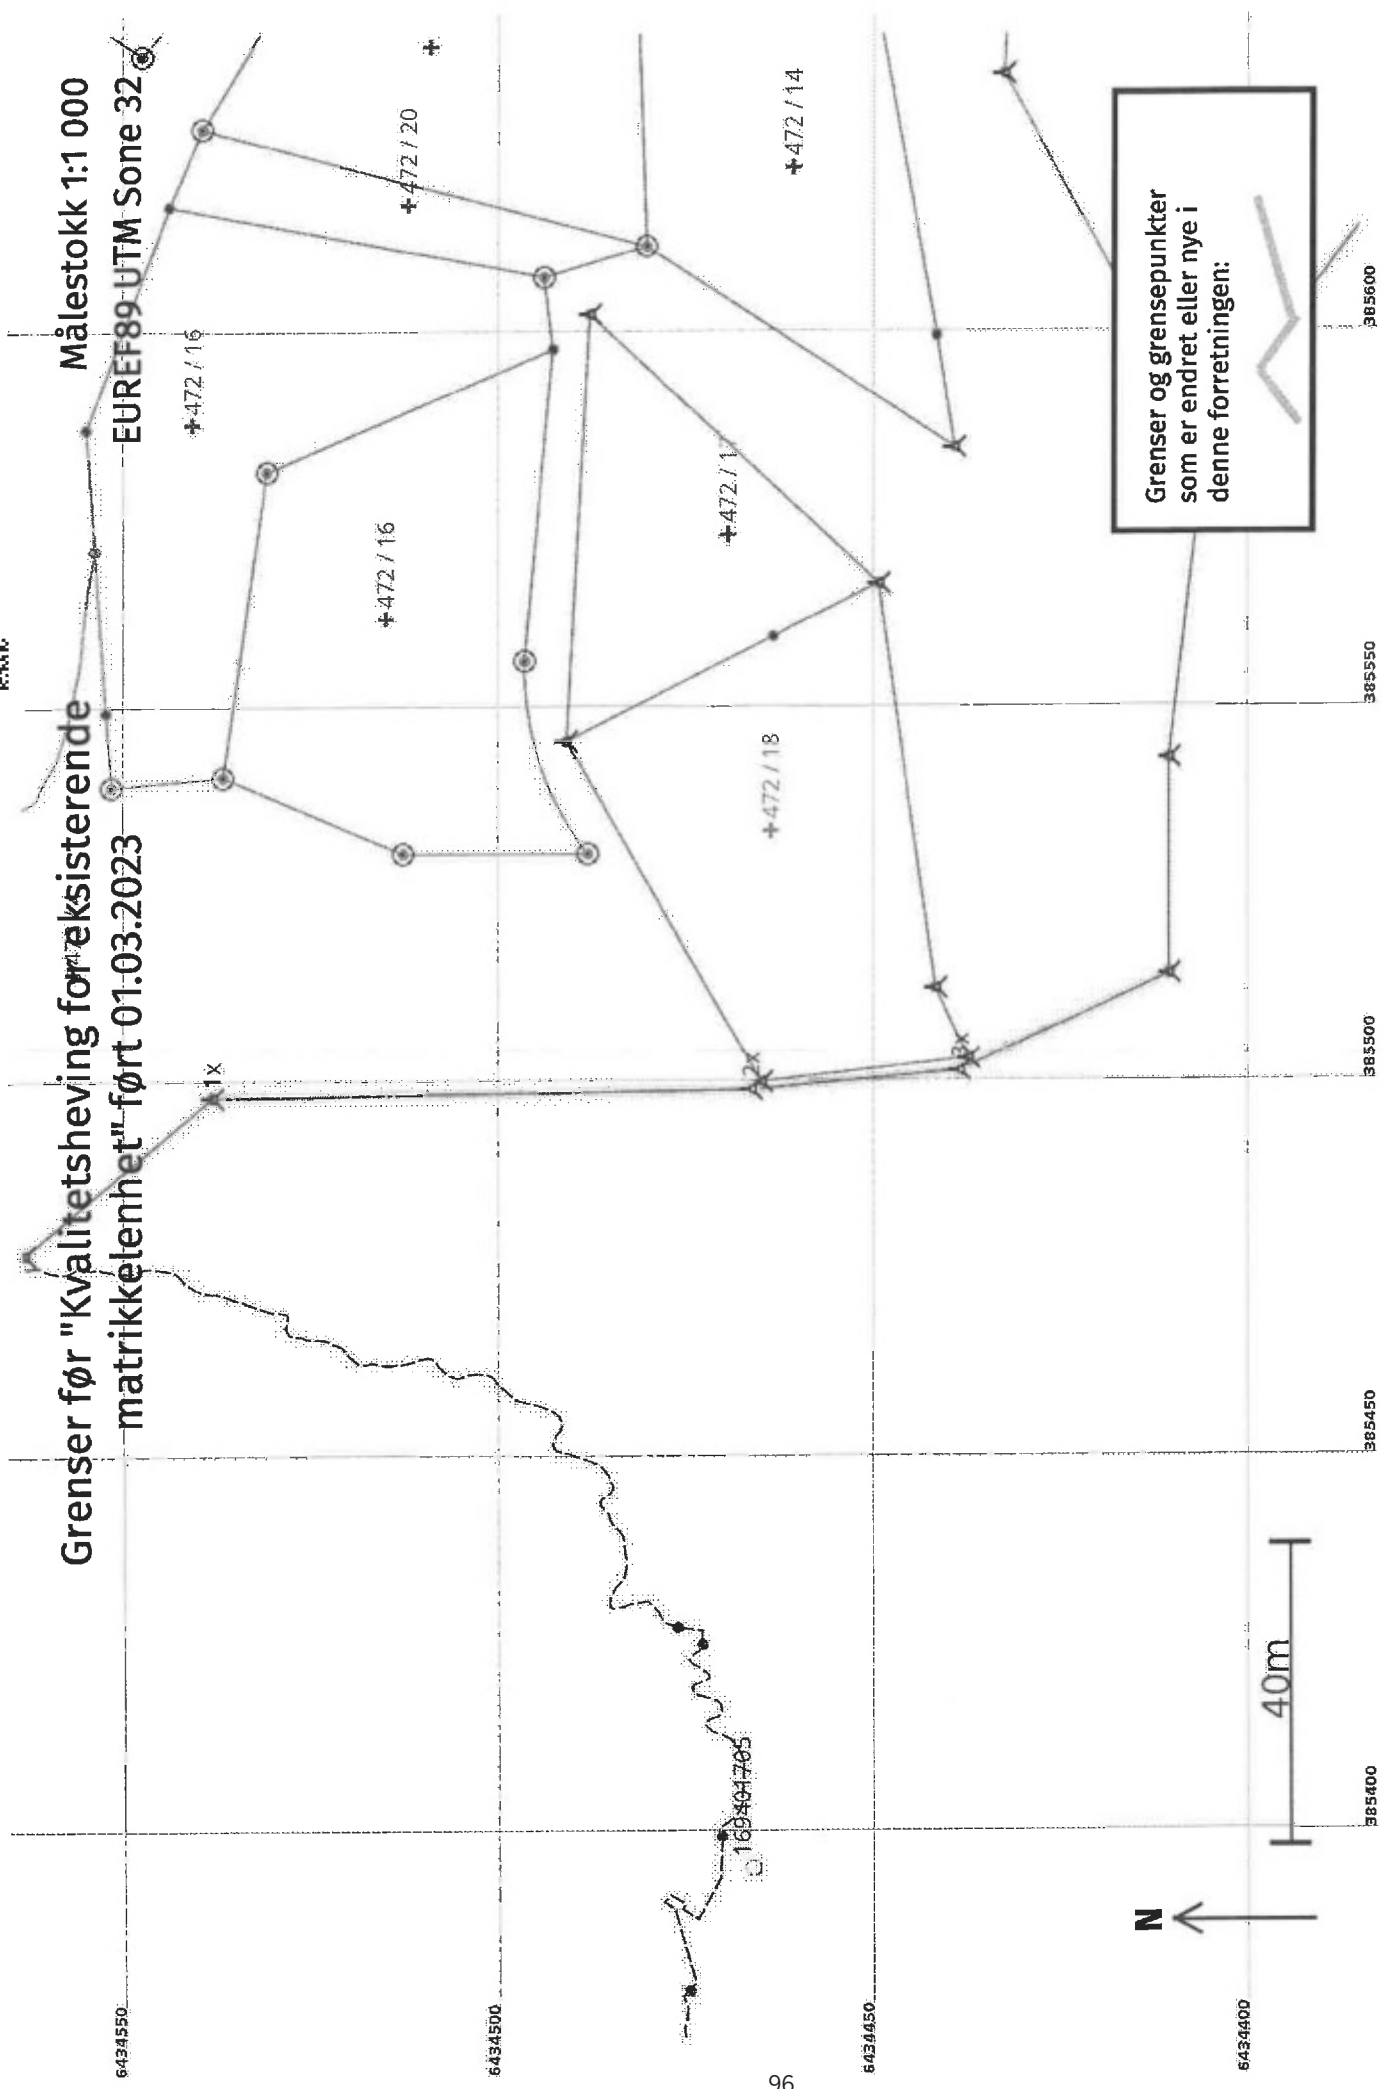 Grenser før "Kvalitetsheving for eksisterende
matrikkelenhet" ført 01.03.2023
Målestokk 1:1 000
EUREF89 UTM Sone 32
6434550
6434500
6434450
6434400
385400
385450
385500
385550
385600
472 / 16
472 / 20
472 / 14
472 / 16
472 / 18
1x
2x
3x
169401705
40m
N
Grenser og grensepunkter
som er endret eller nye i
denne forretningen:
96